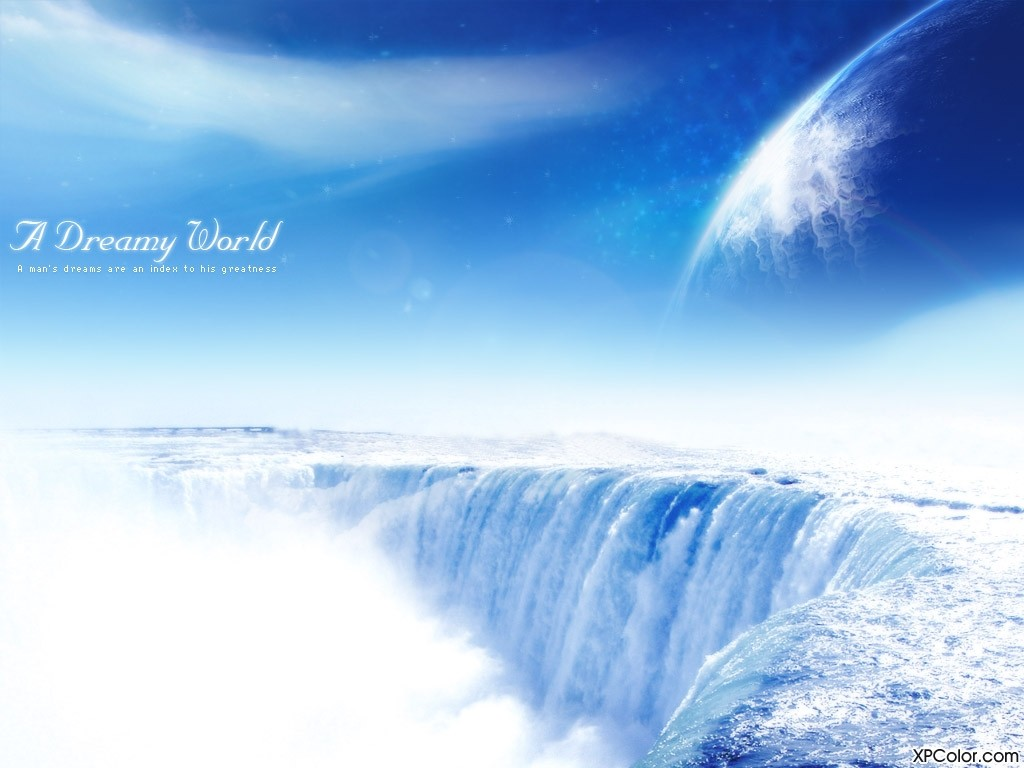 A Dreamy World
A man's dreams are an index to his greatness
XPColor.com